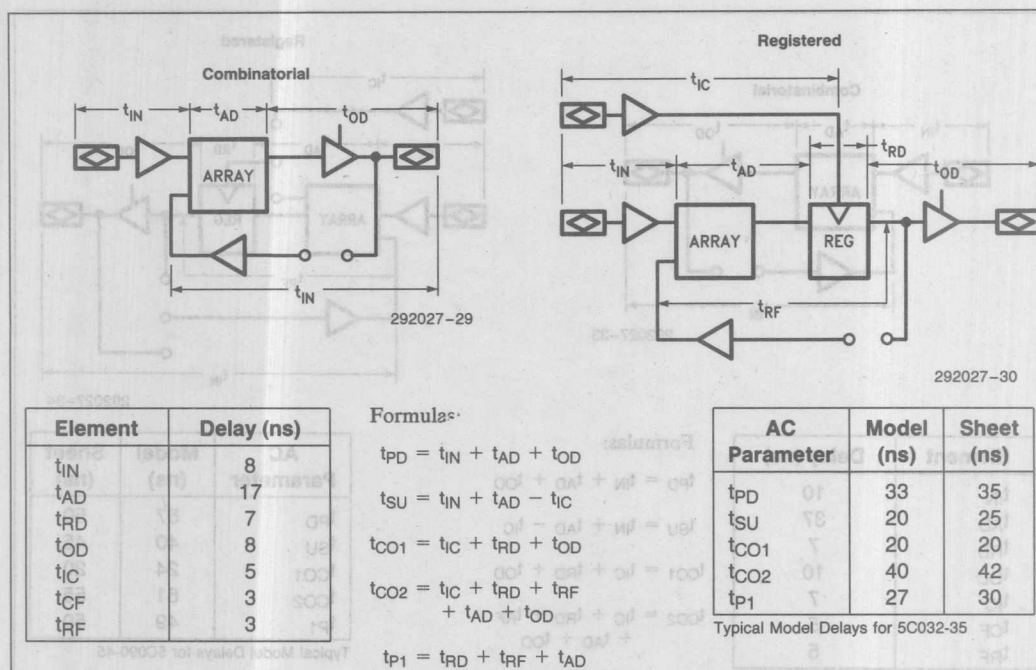 Combinatorial
tIN
tAD
tOD
ARRAY
tIN
292027-29
Registered
tIC
tRD
tIN
tAD
tOD
ARRAY
REG
tRF
292027-30
Element Delay (ns)
tIN 8
tAD 17
tRD 7
tOD 8
tIC 5
tCF 3
tRF 3
Formulas:
tPD = tIN + tAD + tOD
tSU = tIN + tAD − tIC
tCO1 = tIC + tRD + tOD
tCO2 = tIC + tRD + tRF
+ tAD + tOD
tP1 = tRD + tRF + tAD
AC Parameter Model (ns) Sheet (ns)
tPD 33 35
tSU 20 25
tCO1 20 20
tCO2 40 42
tP1 27 30
Typical Model Delays for 5C032-35